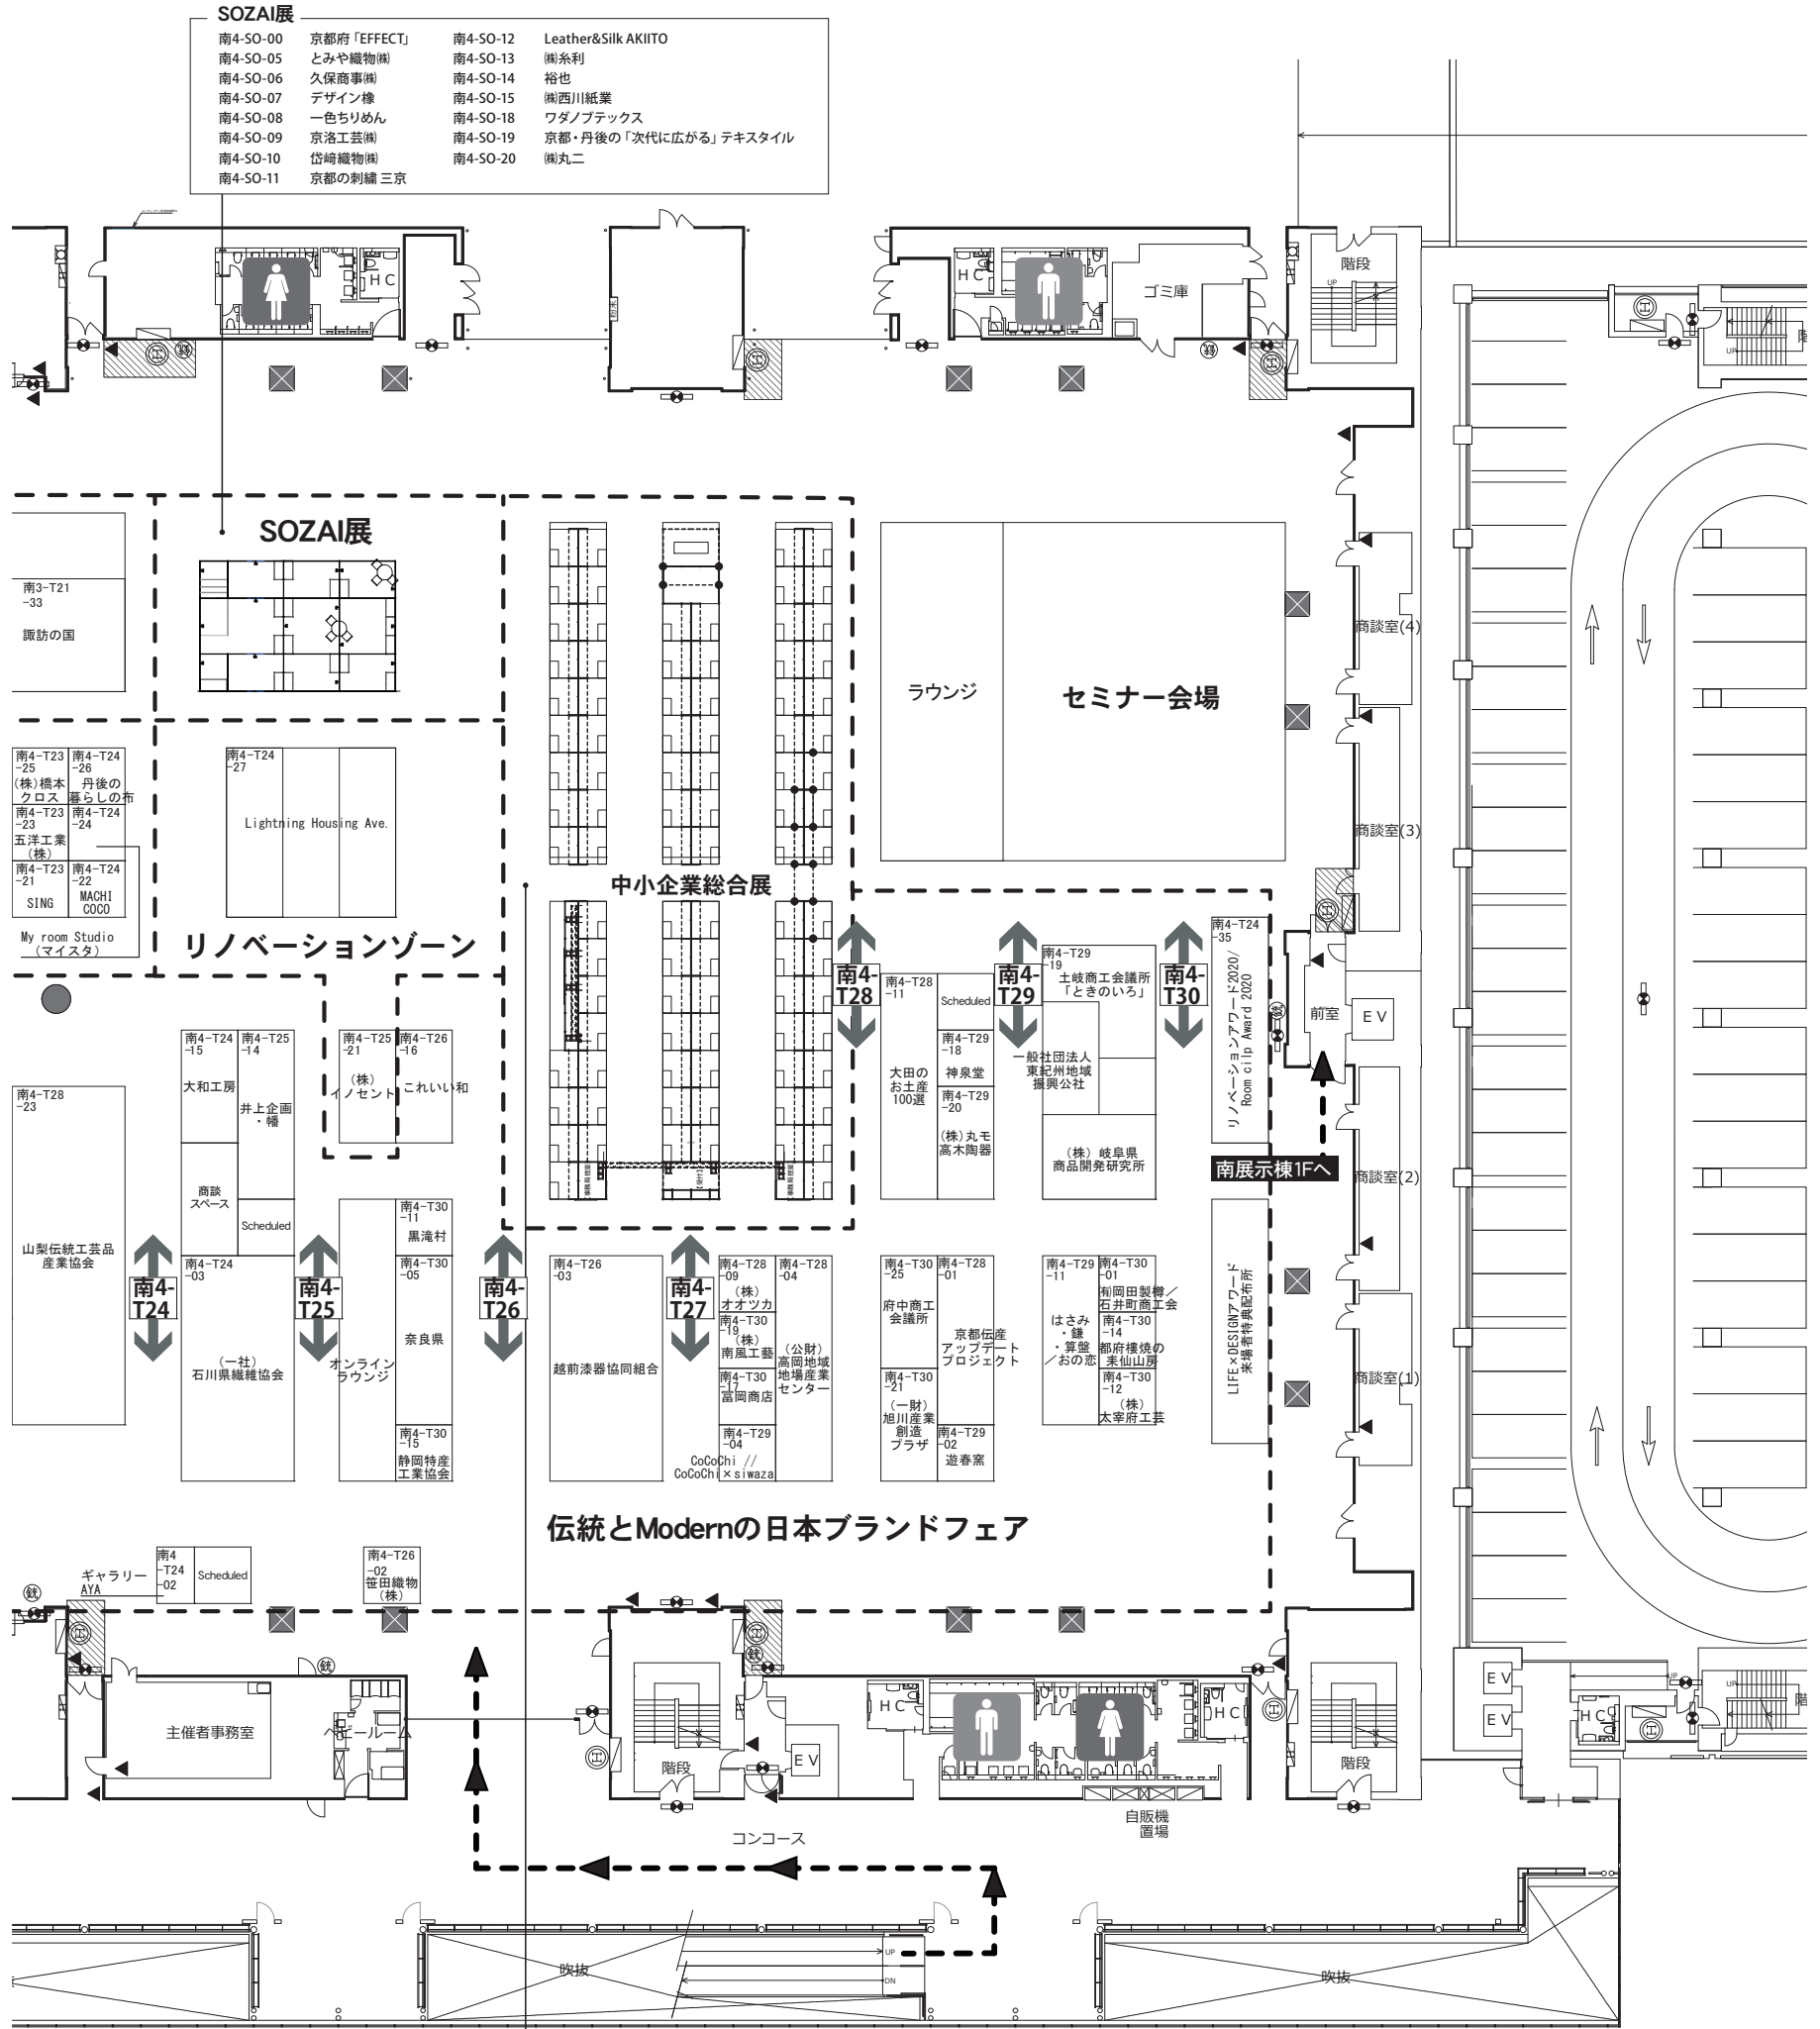 SOZAI展
南4-SO-00 京都府「EFFECT」
南4-SO-05 とみや織物㈱
南4-SO-06 久保商事㈱
南4-SO-07 デザイン橡
南4-SO-08 一色ちりめん
南4-SO-09 京洛工芸㈱
南4-SO-10 岱﨑織物㈱
南4-SO-11 京都の刺繍 三京
南4-SO-12 Leather&Silk AKIITO
南4-SO-13 ㈱糸利
南4-SO-14 裕也
南4-SO-15 ㈱西川紙業
南4-SO-18 ワダノブテックス
南4-SO-19 京都・丹後の「次代に広がる」テキスタイル
南4-SO-20 ㈱丸二
HC
HC
ゴミ庫
階段
UP
UP
SOZAI展
南3-T21
-33
諏訪の国
ラウンジ
セミナー会場
商談室(4)
南4-T23
-25
(株)橋本
クロス
南4-T24
-26
丹後の
暮らしの布
南4-T23
-23
五洋工業
(株)
南4-T24
-24
南4-T23
-21
SING
南4-T24
-22
MACHI
COCO
My room Studio
(マイスタ)
南4-T24
-27
Lightning Housing Ave.
リノベーションゾーン
中小企業総合展
商談室(3)
南4-
T28
南4-T28
-11
大田の
お土産
100選
Scheduled
南4-T29
-18
神泉堂
南4-T29
-20
(株)丸モ
高木陶器
南4-
T29
南4-T29
-19
土岐商工会議所
「ときのいろ」
一般社団法人
東紀州地域
振興公社
(株)岐阜県
商品開発研究所
南4-
T30
南4-T24
-35
リノベーションアワード2020/
Room cilp Award 2020
前室
EV
南展示棟1Fへ
商談室(2)
南4-T24
-15
大和工房
南4-T25
-14
井上企画
・幡
南4-T25
-21
(株)
イノセント
南4-T26
-16
これいい和
南4-T28
-23
山梨伝統工芸品
産業協会
商談
スペース
Scheduled
南4-
T24
南4-T24
-03
(一社)
石川県繊維協会
南4-
T25
オンライン
ラウンジ
南4-T30
-11
黒滝村
南4-T30
-05
奈良県
南4-T30
-15
静岡特産
工業協会
南4-
T26
南4-T26
-03
越前漆器協同組合
南4-
T27
南4-T28
-09
(株)
オオツカ
南4-T30
-19
(株)
南風工藝
南4-T30
-17
冨岡商店
南4-T29
-04
CoCoChi //
CoCoChi×siwaza
南4-T28
-04
(公財)
高岡地域
地場産業
センター
南4-T30
-25
府中商工
会議所
南4-T28
-01
京都伝産
アップデート
プロジェクト
南4-T30
-21
(一財)
旭川産業
創造
プラザ
南4-T29
-02
遊春窯
南4-T29
-11
はさみ
・鎌
・算盤
/おの恋
南4-T30
-01
㈲岡田製樽/
石井町商工会
南4-T30
-14
都府楼焼の
耒仙山房
南4-T30
-12
(株)
太宰府工芸
LIFE×DESIGNアワード
来場者特典配布所
商談室(1)
伝統とModernの日本ブランドフェア
ギャラリー
AYA
南4
-T24
-02
Scheduled
南4-T26
-02
笹田織物
(株)
主催者事務室
ベビールーム
階段
EV
HC
HC
階段
EV
EV
HC
UP
自販機
置場
コンコース
吹抜
UP
DN
吹抜